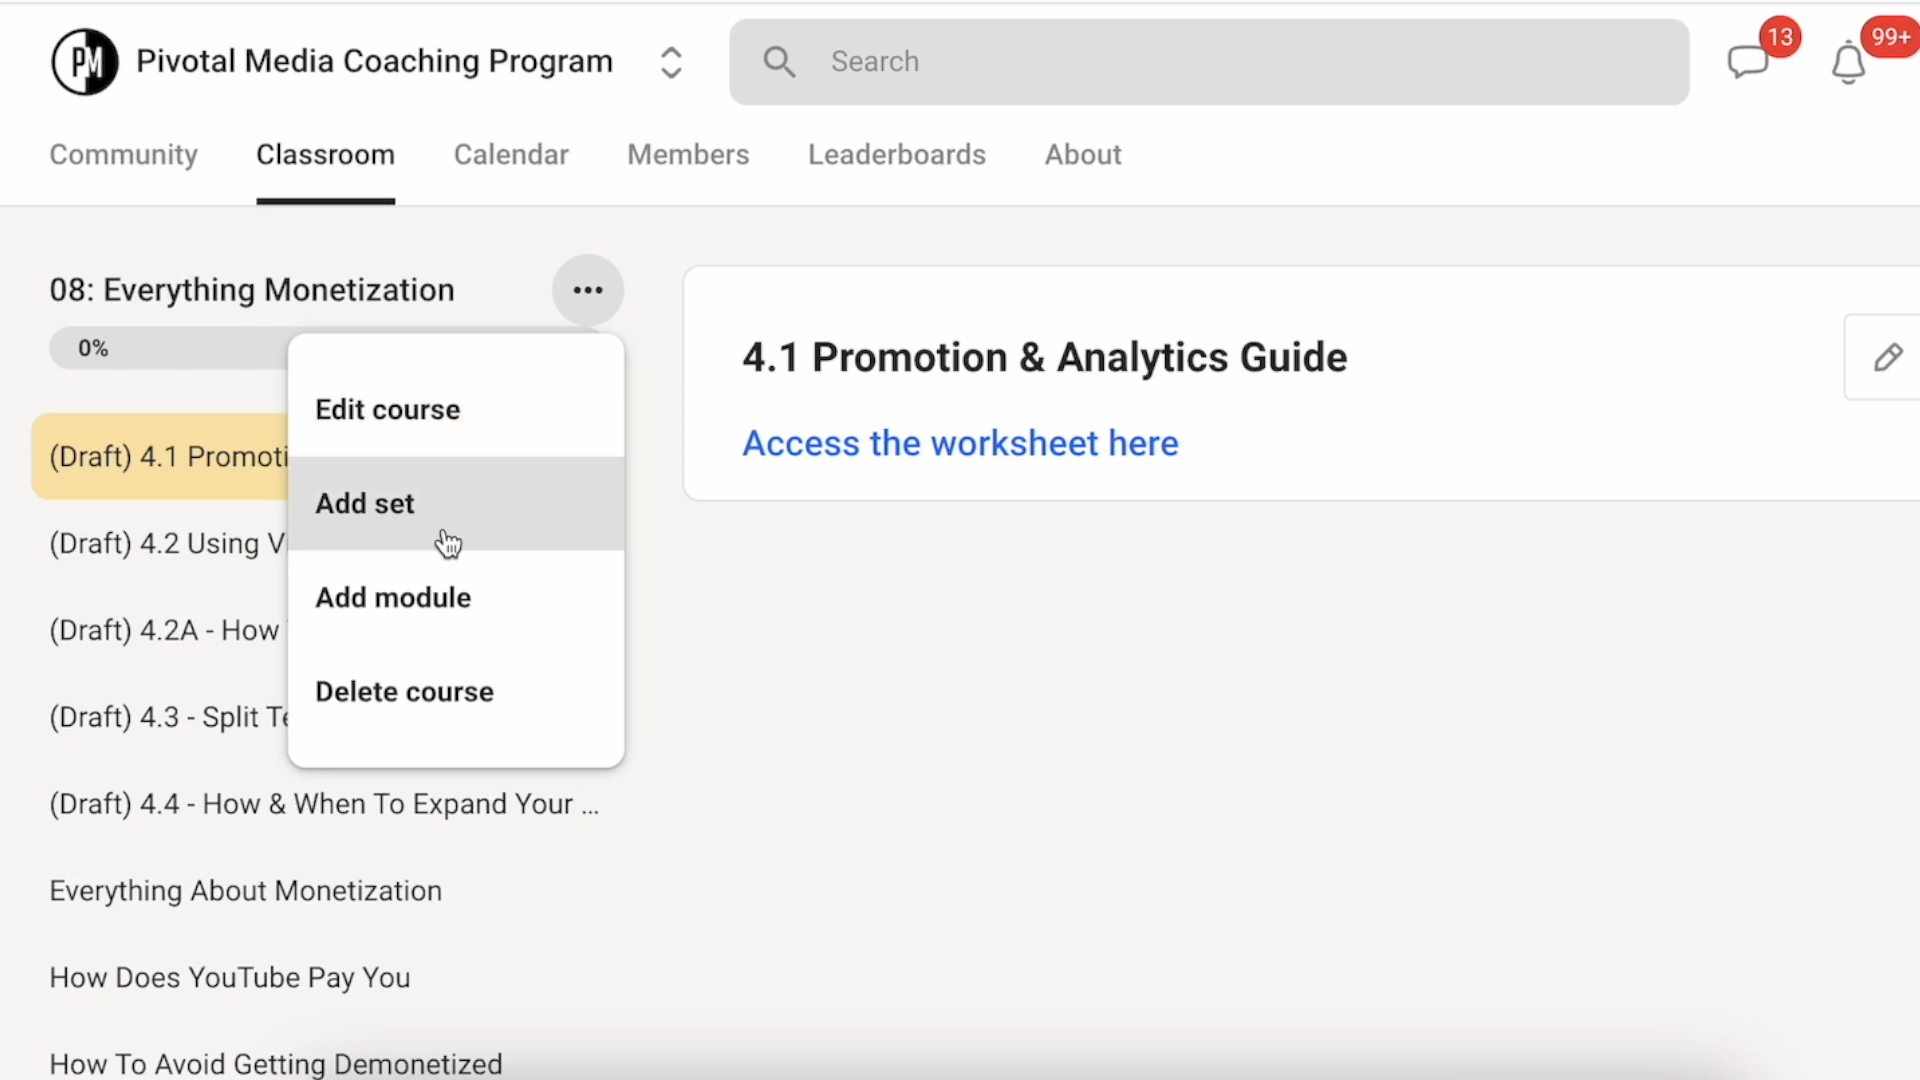 PM Pivotal Media Coaching Program
Search
13
99+
Community Classroom Calendar Members Leaderboards About
08: Everything Monetization
0%
Edit course
Add set
Add module
Delete course
(Draft) 4.1 Promoti
(Draft) 4.2 Using V
(Draft) 4.2A - How
(Draft) 4.3 - Split Te
(Draft) 4.4 - How & When To Expand Your ...
Everything About Monetization
How Does YouTube Pay You
How To Avoid Getting Demonetized
4.1 Promotion & Analytics Guide
Access the worksheet here